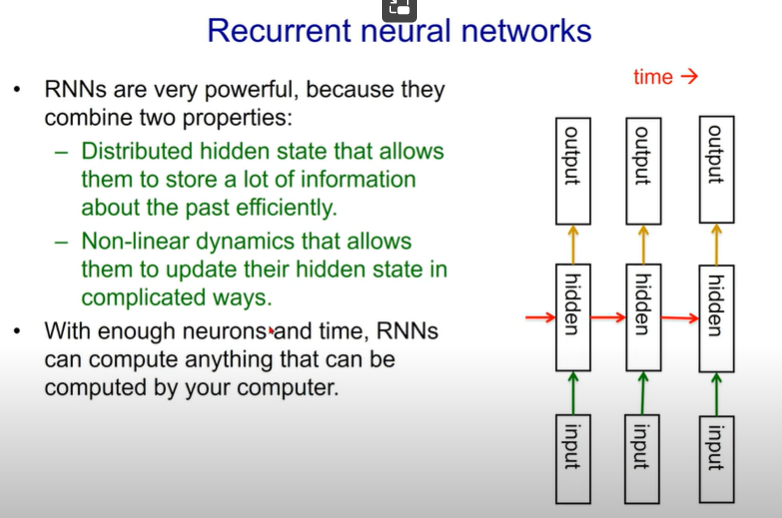 Recurrent neural networks
• RNNs are very powerful, because they
combine two properties:
– Distributed hidden state that allows
them to store a lot of information
about the past efficiently.
– Non-linear dynamics that allows
them to update their hidden state in
complicated ways.
• With enough neurons and time, RNNs
can compute anything that can be
computed by your computer.
time →
output
output
output
hidden
hidden
hidden
input
input
input